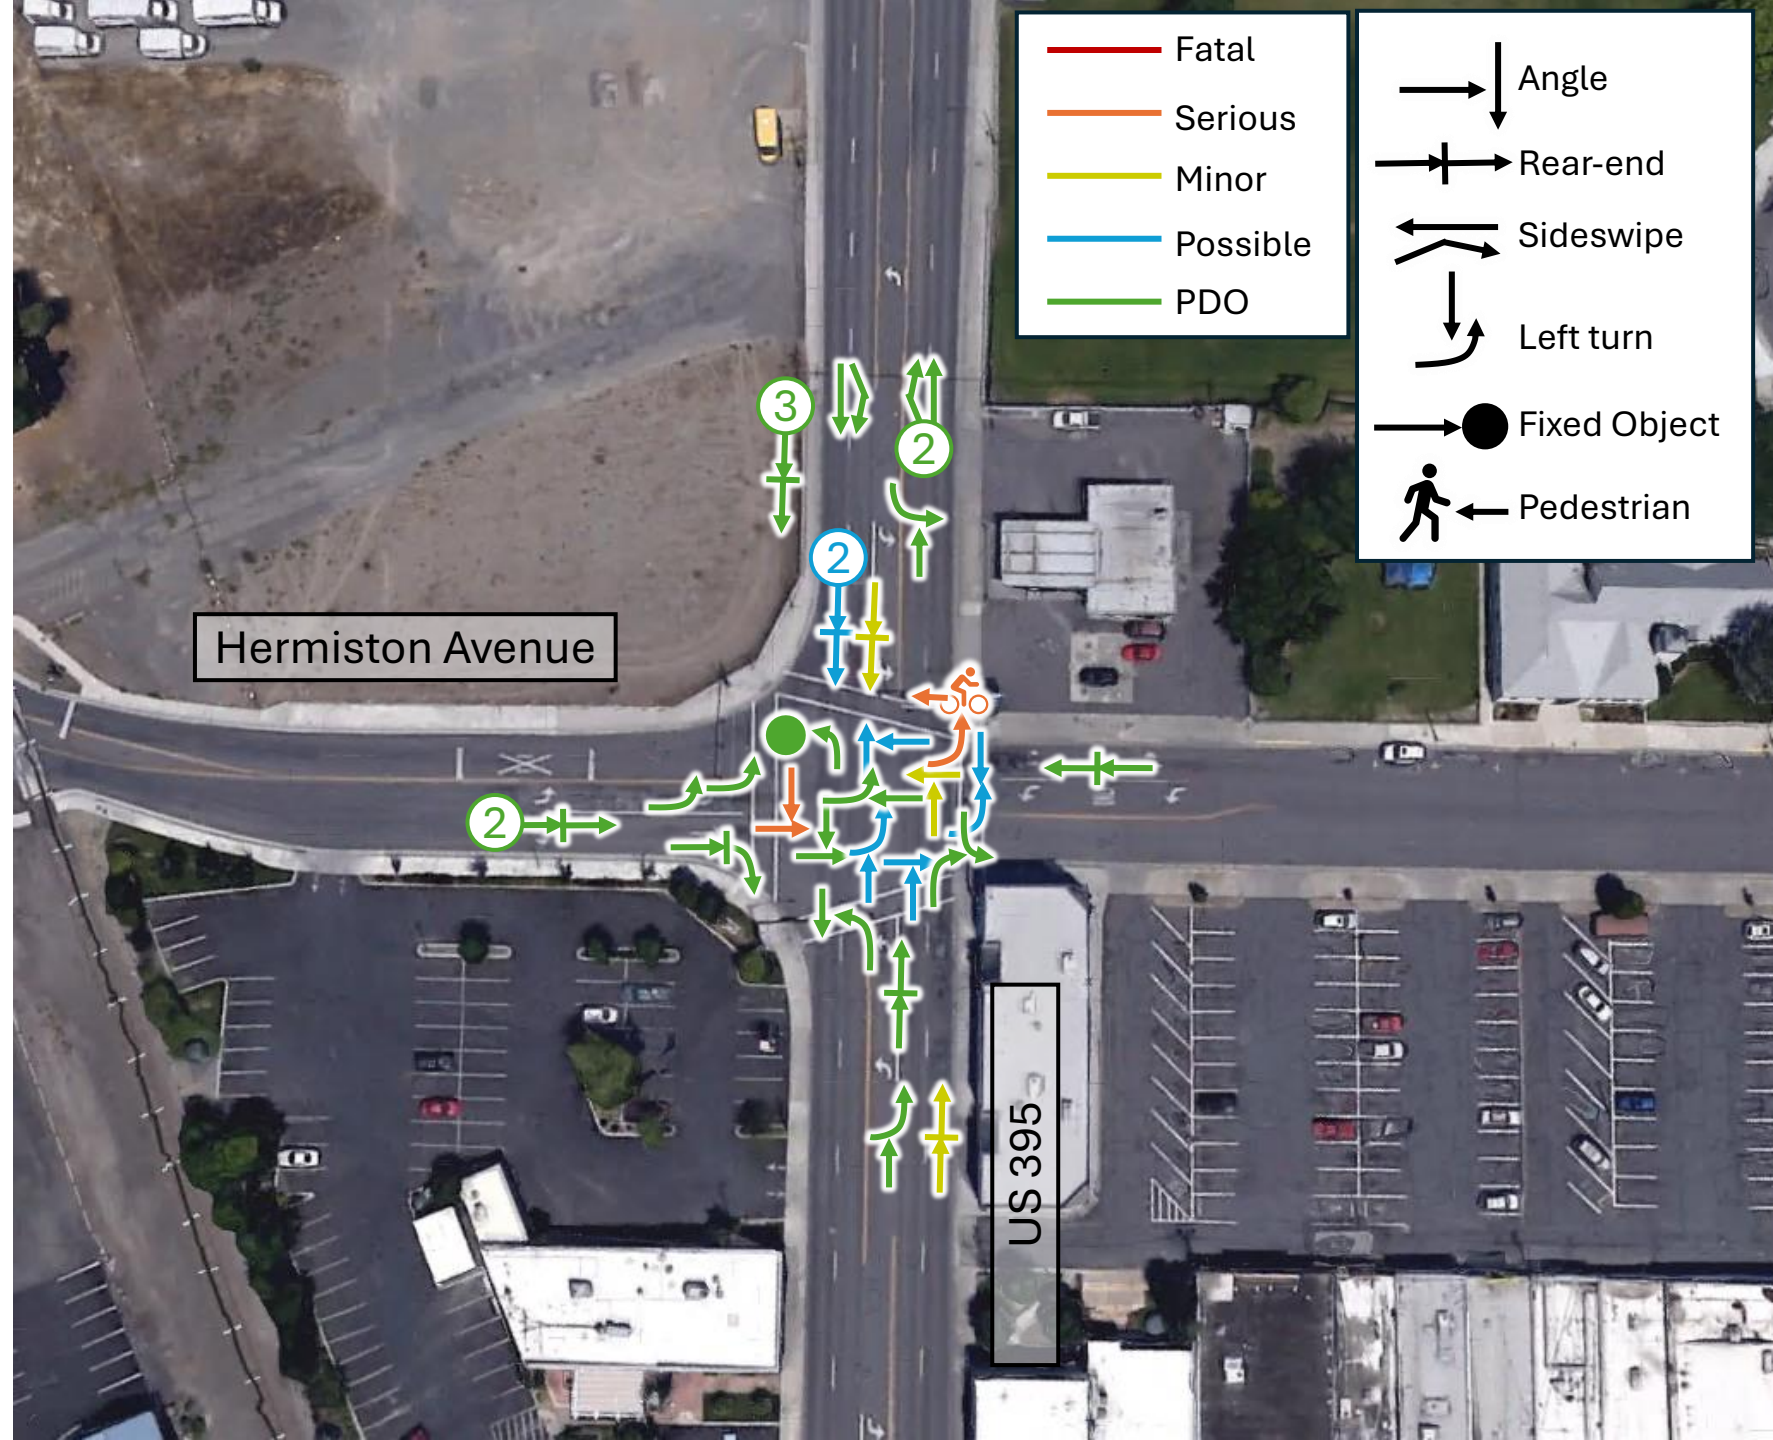 Fatal
Serious
Minor
Possible
PDO
Angle
Rear-end
Sideswipe
Left turn
Fixed Object
Pedestrian
3
2
2
Hermiston Avenue
2
US 395